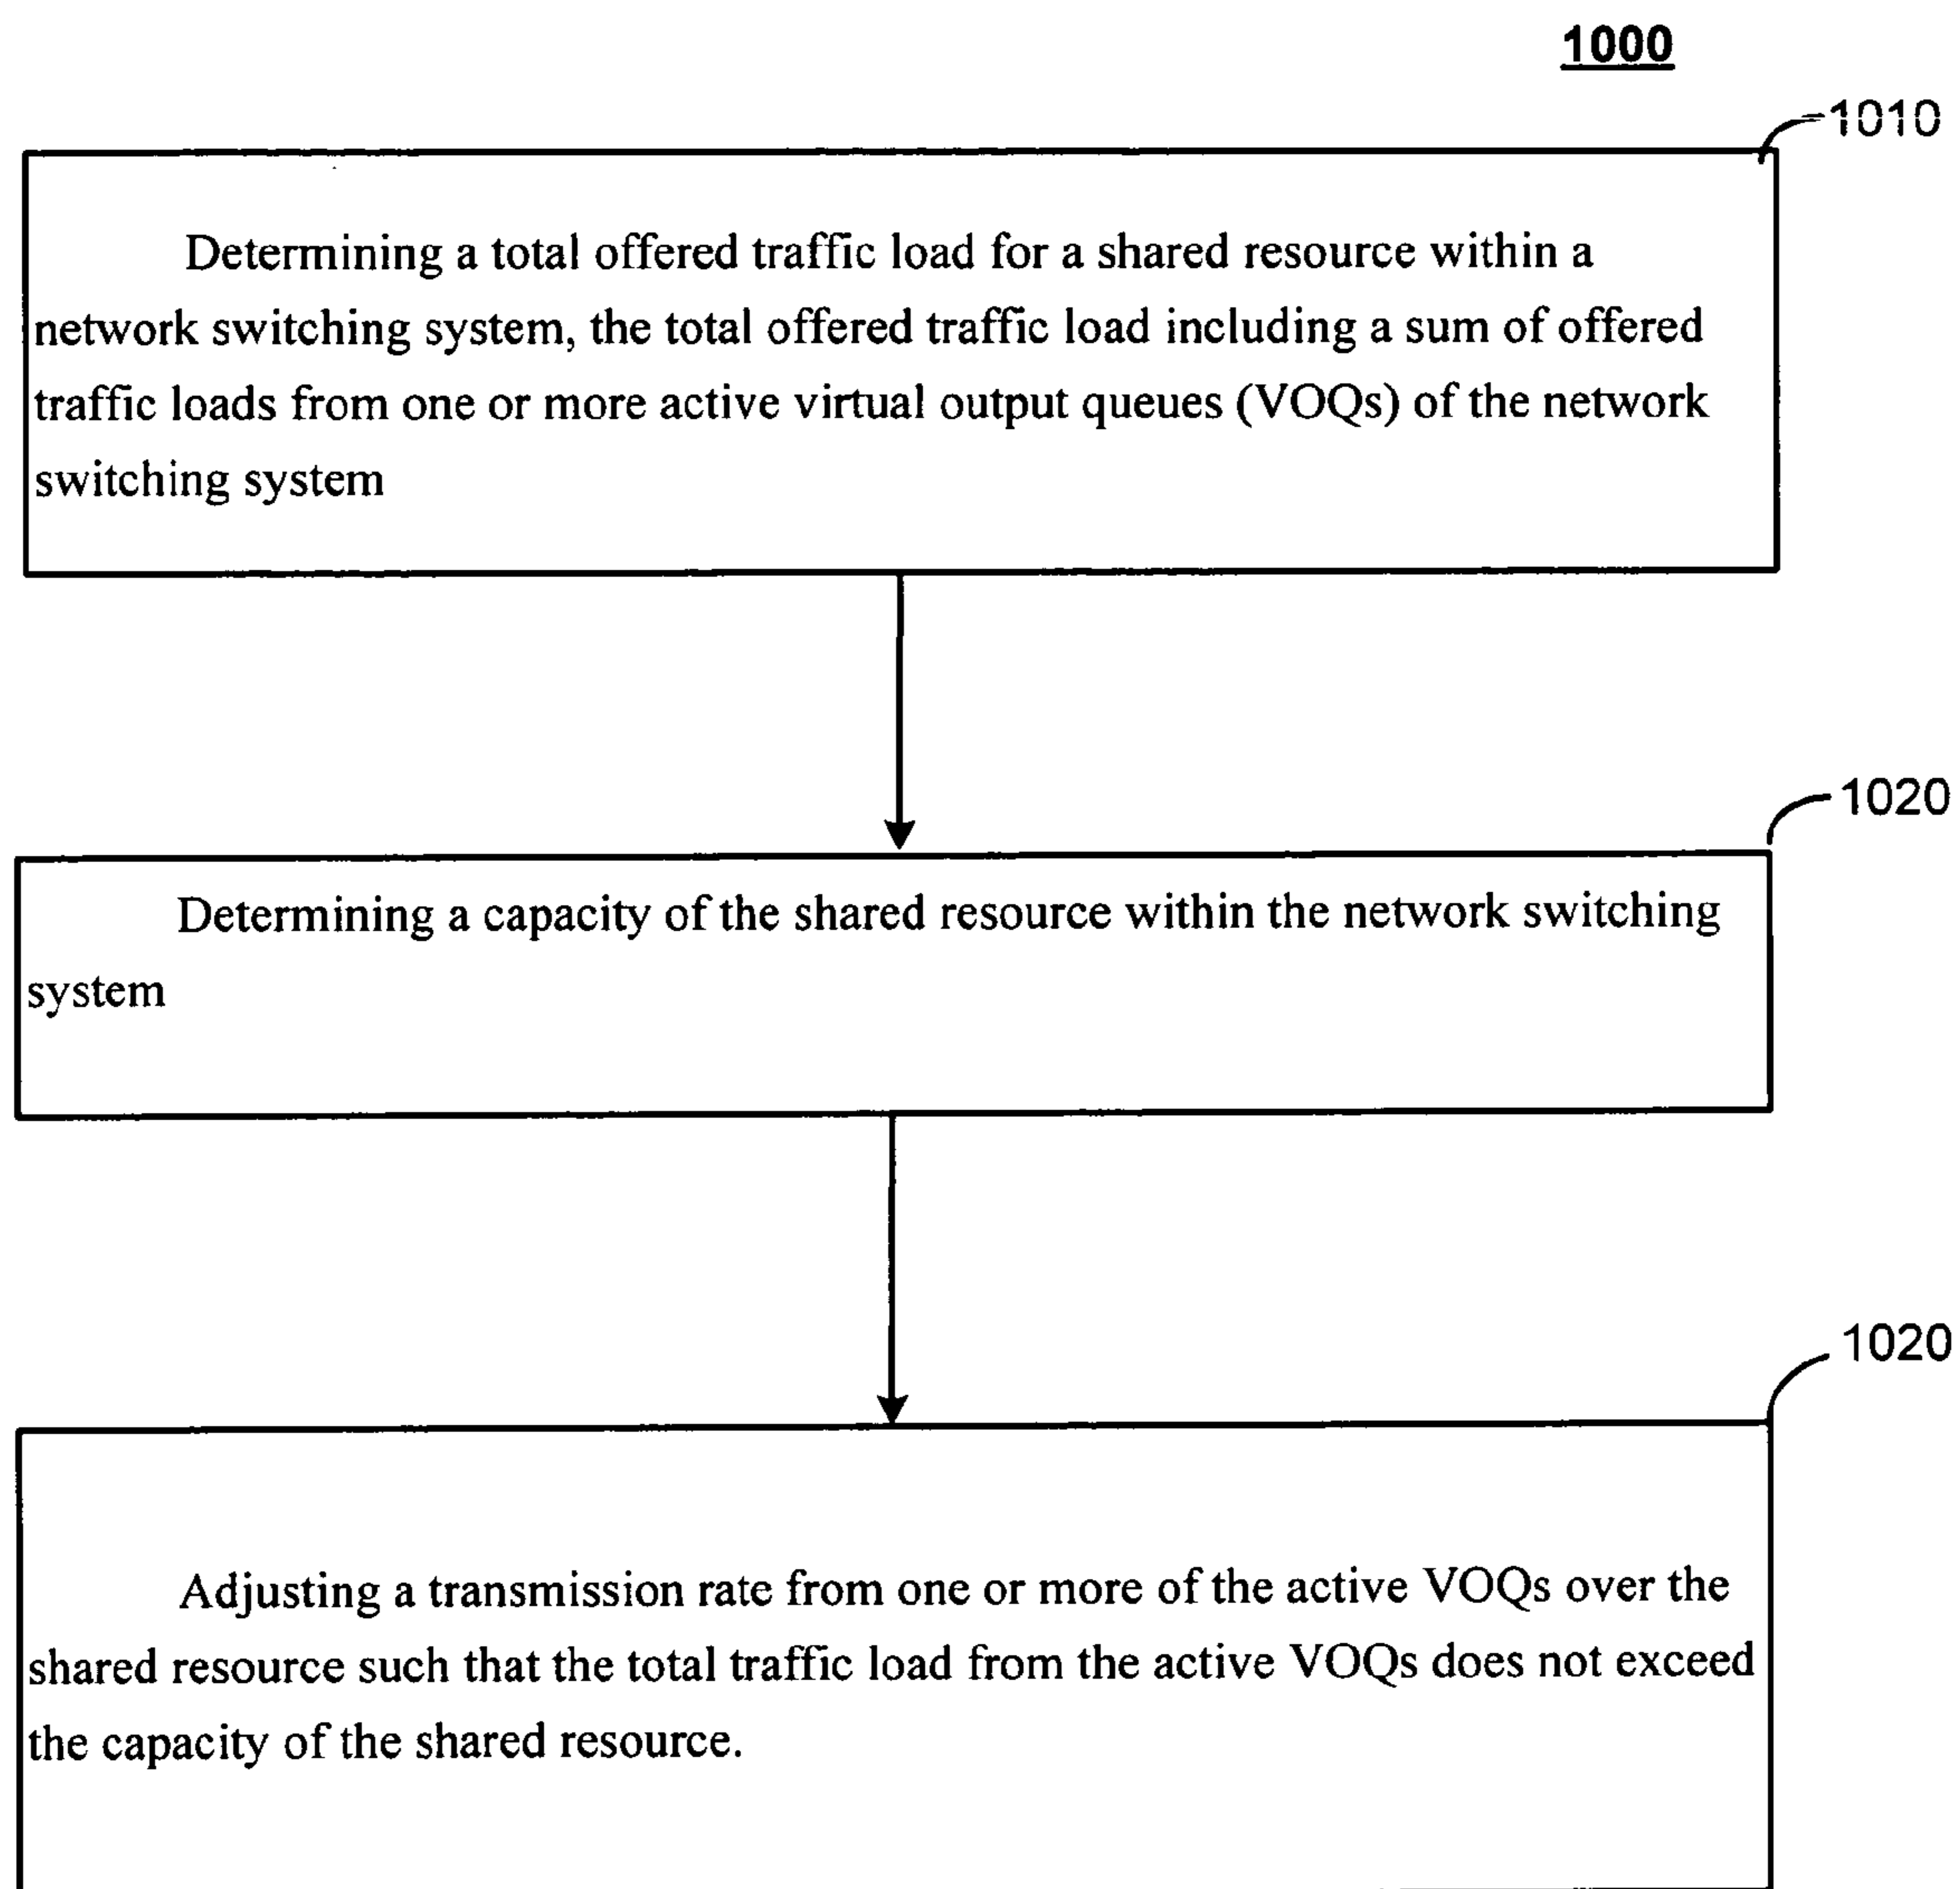 1000
1010
Determining a total offered traffic load for a shared resource within a
network switching system, the total offered traffic load including a sum of offered
traffic loads from one or more active virtual output queues (VOQs) of the network
switching system
1020
Determining a capacity of the shared resource within the network switching
system
1020
Adjusting a transmission rate from one or more of the active VOQs over the
shared resource such that the total traffic load from the active VOQs does not exceed
the capacity of the shared resource.